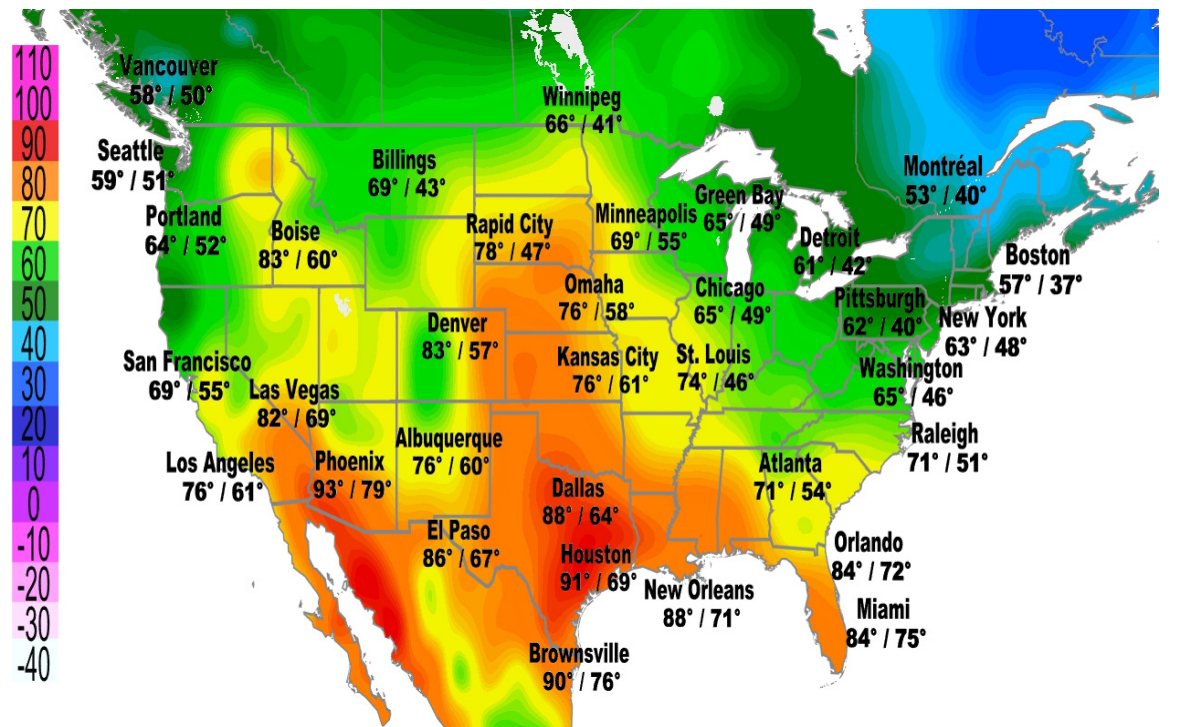 110
100
90
80
70
60
50
40
30
20
10
0
-10
-20
-30
-40
Vancouver
58° / 50°
Winnipeg
66° / 41°
Seattle
59° / 51°
Billings
69° / 43°
Montréal
53° / 40°
Green Bay
65° / 49°
Portland
64° / 52°
Boise
83° / 60°
Rapid City
78° / 47°
Minneapolis
69° / 55°
Detroit
61° / 42°
Boston
57° / 37°
Omaha
76° / 58°
Chicago
65° / 49°
Pittsburgh
62° / 40°
New York
63° / 48°
Denver
83° / 57°
San Francisco
69° / 55°
Las Vegas
82° / 69°
Kansas City
76° / 61°
St. Louis
74° / 46°
Washington
65° / 46°
Albuquerque
76° / 60°
Raleigh
71° / 51°
Los Angeles
76° / 61°
Phoenix
93° / 79°
Atlanta
71° / 54°
Dallas
88° / 64°
El Paso
86° / 67°
Houston
91° / 69°
Orlando
84° / 72°
New Orleans
88° / 71°
Miami
84° / 75°
Brownsville
90° / 76°